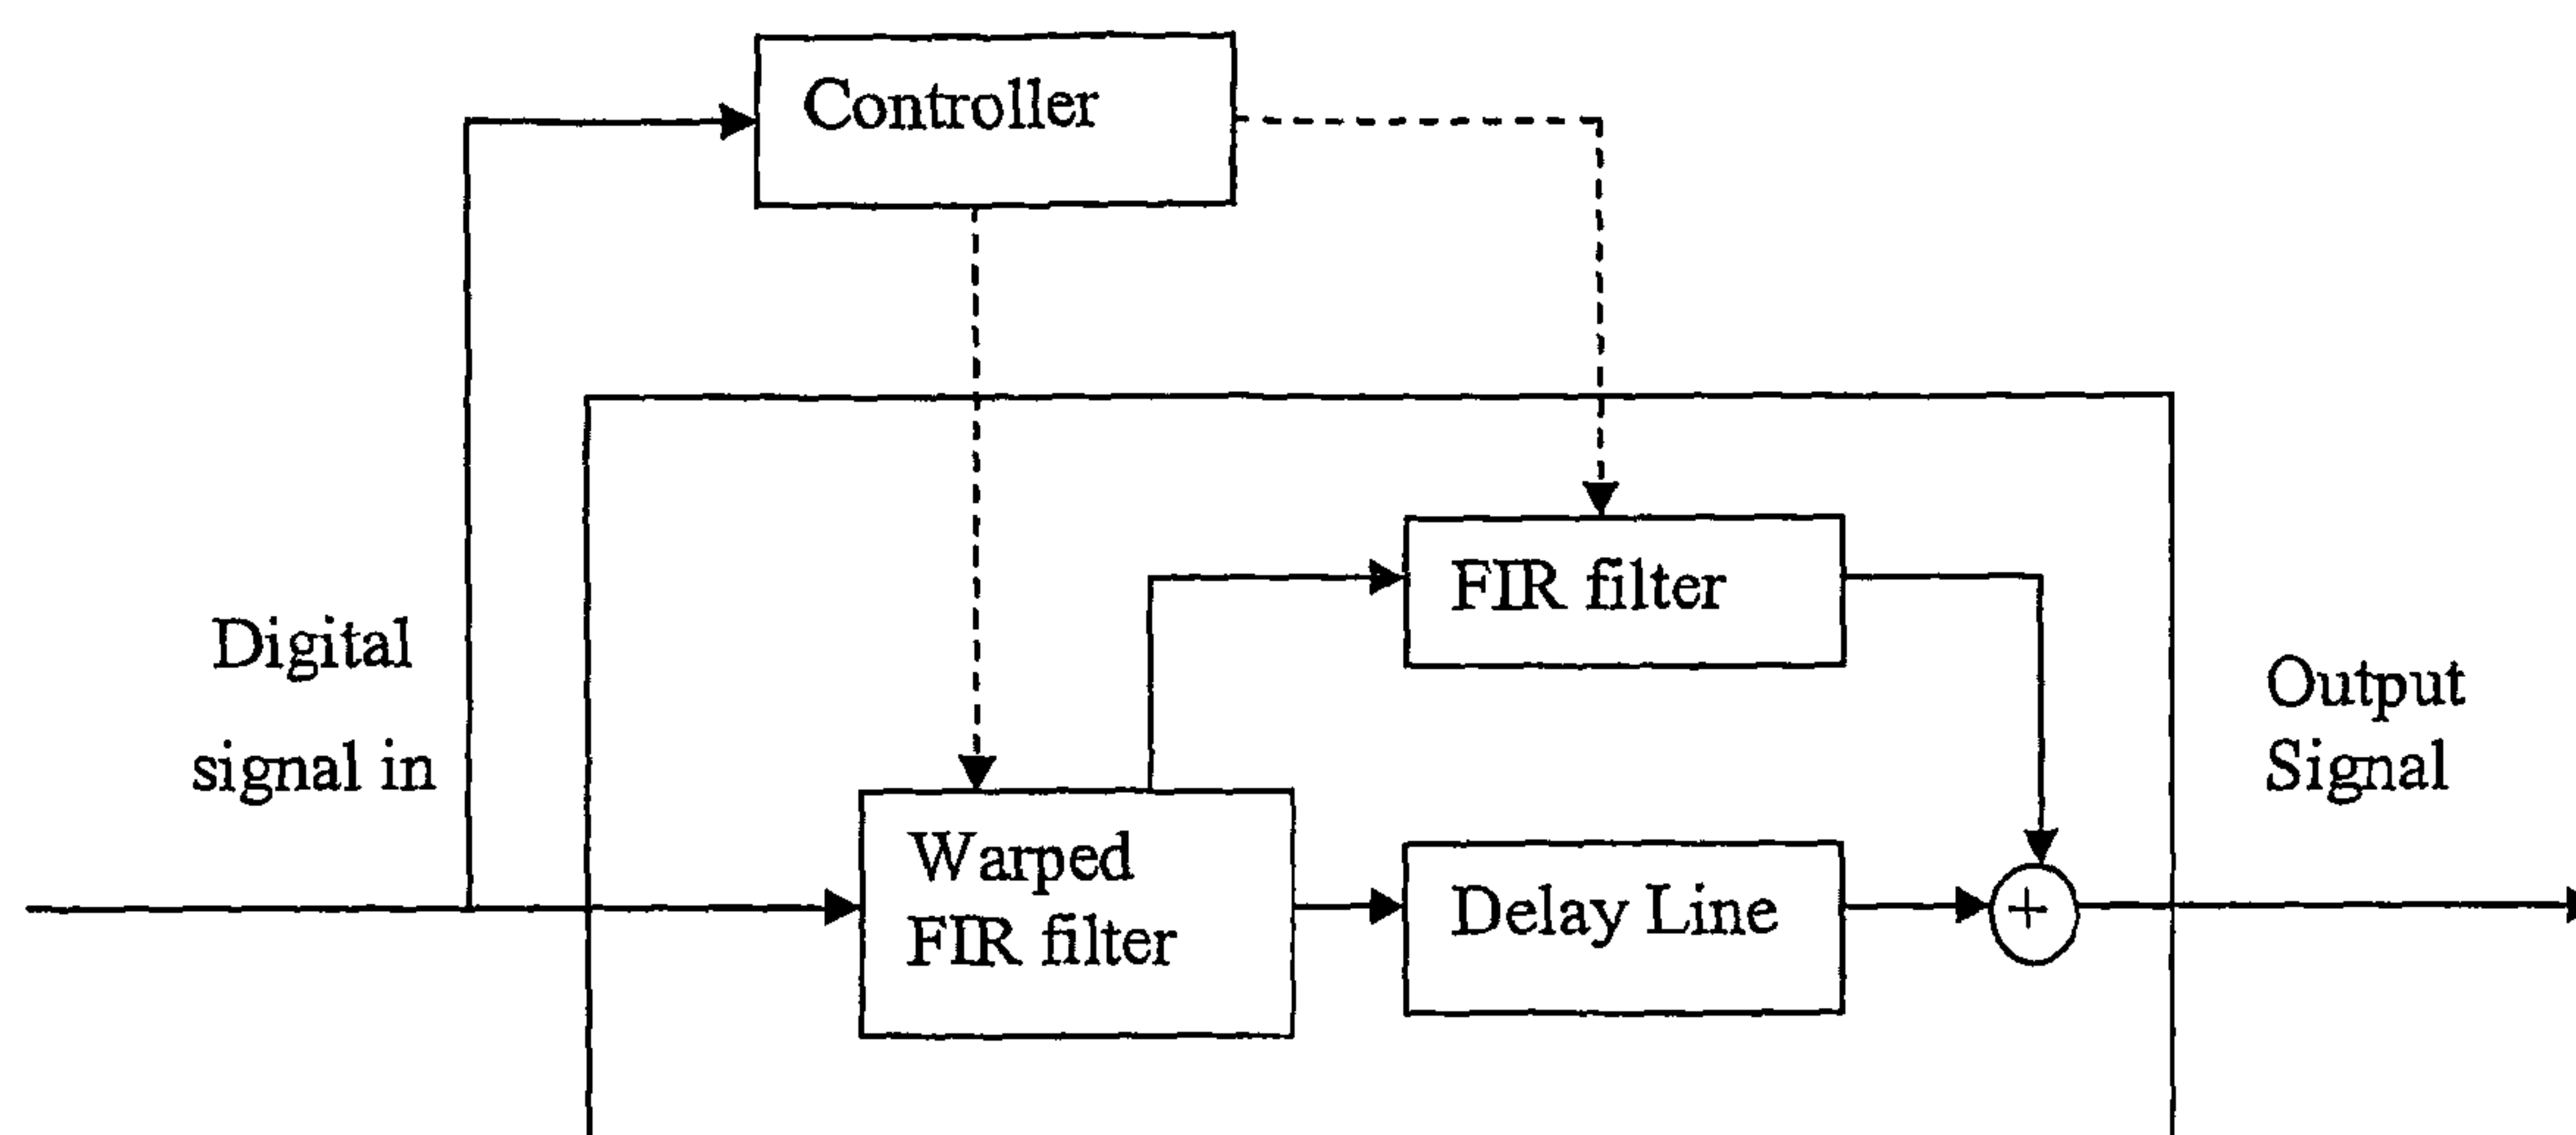 Controller
FIR filter
Digital
signal in
Output
Signal
Warped
FIR filter
Delay Line
+